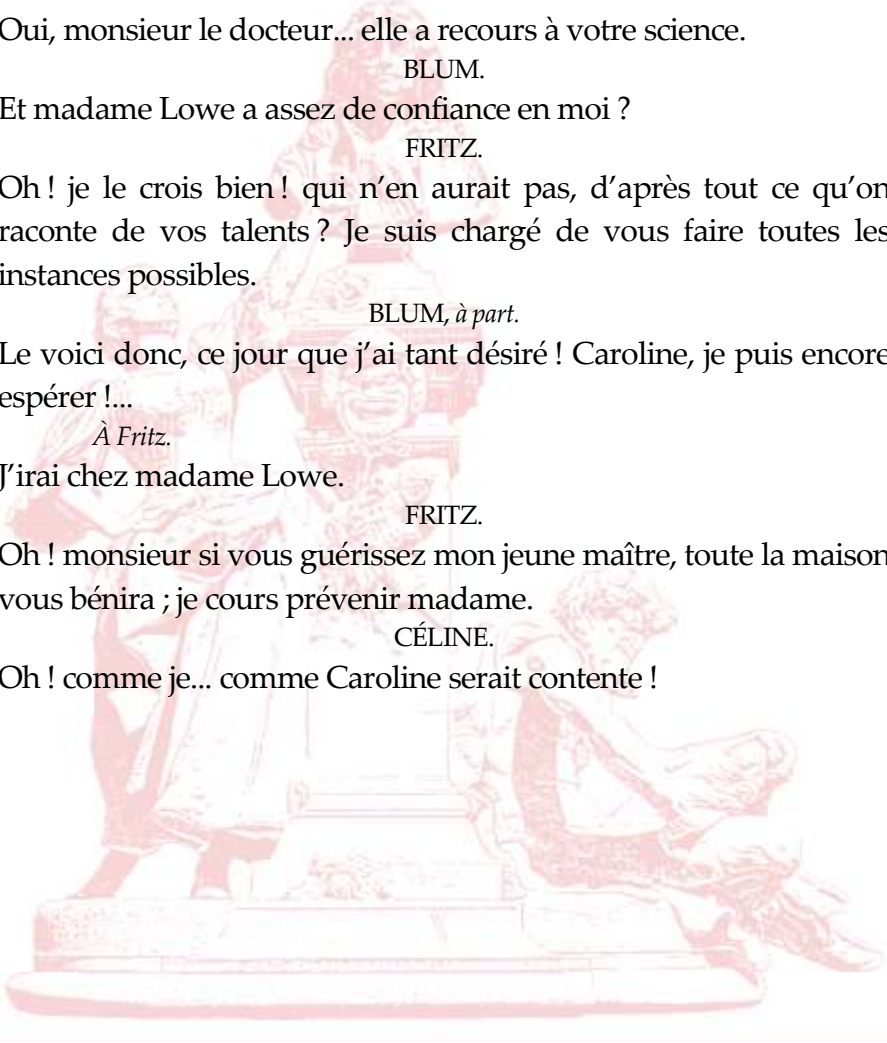 Oui, monsieur le docteur... elle a recours à votre science.
BLUM.
Et madame Lowe a assez de confiance en moi ?
FRITZ.
Oh ! je le crois bien ! qui n’en aurait pas, d’après tout ce qu’on
raconte de vos talents ? Je suis chargé de vous faire toutes les
instances possibles.
BLUM, à part.
Le voici donc, ce jour que j’ai tant désiré ! Caroline, je puis encore
espérer !...
À Fritz.
J’irai chez madame Lowe.
FRITZ.
Oh ! monsieur si vous guérissez mon jeune maître, toute la maison
vous bénira ; je cours prévenir madame.
CÉLINE.
Oh ! comme je... comme Caroline serait contente !